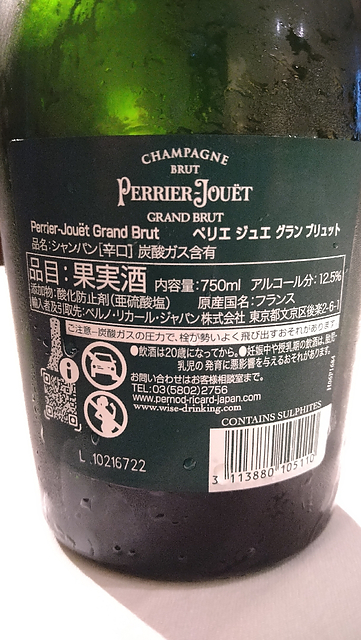 CHAMPAGNE
BRUT
PERRIER-JOUËT
GRAND BRUT
Perrier-Jouët Grand Brut ペリエ ジュエ グラン ブリュット
品名:シャンパン[辛口] 炭酸ガス含有
品目:果実酒 内容量:750ml アルコール分:12.5%
添加物:酸化防止剤(亜硫酸塩) 原産国名:フランス
輸入者及び引取先:ペルノ・リカール・ジャパン株式会社 東京都文京区後楽2-6-1
ご注意―炭酸ガスの圧力で、栓が勢いよく飛び出すおそれがあります
●飲酒は20歳になってから。●妊娠中や授乳期の飲酒は、胎児・
乳児の発育に悪影響を与えるおそれがあります。
お問い合わせはお客様相談室まで。
TEL:03(5802)2756
www.pernod-ricard-japan.com
www.wise-drinking.com
CONTAINS SULPHITES
L 10216722
3 113880 105110